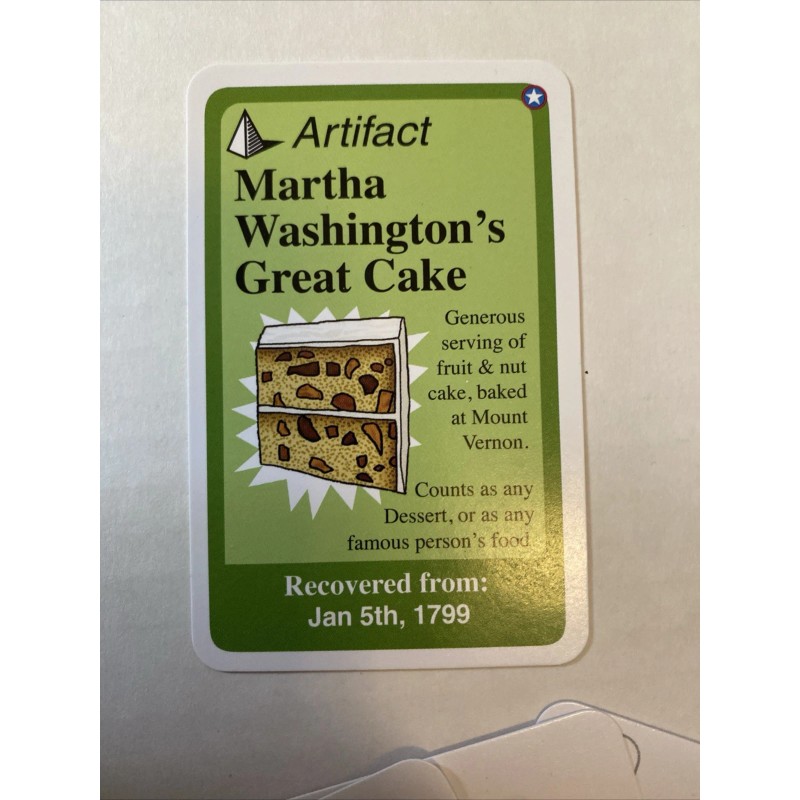 Artifact
Martha
Washington's
Great Cake
Generous
serving of
fruit & nut
cake, baked
at Mount
Vernon.
Counts as any
Dessert, or as any
famous person's food
Recovered from:
Jan 5th, 1799